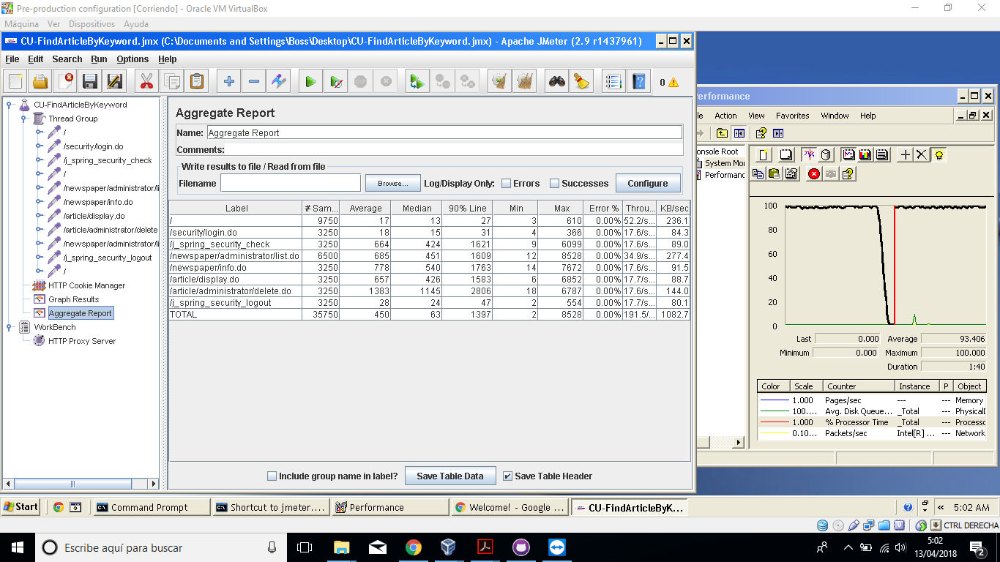 Pre-production configuration [Corriendo] - Oracle VM VirtualBox
Máquina Ver Dispositivos Ayuda
CU-FindArticleByKeyword.jmx (C:\Documents and Settings\Boss\Desktop\CU-FindArticleByKeyword.jmx) - Apache JMeter (2.9 r1437961)
File Edit Search Run Options Help
0
CU-FindArticleByKeyword
Thread Group
/
/security/login.do
/j_spring_security_check
/
/newspaper/administrator/li
/newspaper/info.do
/article/display.do
/article/administrator/delete
/newspaper/administrator/li
/j_spring_security_logout
/
HTTP Cookie Manager
Graph Results
Aggregate Report
WorkBench
HTTP Proxy Server
Aggregate Report
Name: Aggregate Report
Comments:
Write results to file / Read from file
Filename Browse... Log/Display Only: Errors Successes Configure
Label # Sam... Average Median 90% Line Min Max Error % Throu... KB/sec
/ 9750 17 13 27 3 610 0.00% 52.2/s... 236.1
/security/login.do 3250 18 15 31 4 366 0.00% 17.6/s... 84.3
/j_spring_security_check 3250 664 424 1621 9 6099 0.00% 17.6/s... 89.0
/newspaper/administrator/list.do 6500 685 451 1609 12 8528 0.00% 34.9/s... 277.4
/newspaper/info.do 3250 778 540 1763 14 7672 0.00% 17.6/s... 91.5
/article/display.do 3250 657 426 1583 6 6852 0.00% 17.7/s... 88.7
/article/administrator/delete.do 3250 1383 1145 2806 18 6787 0.00% 17.6/s... 144.0
/j_spring_security_logout 3250 28 24 47 2 554 0.00% 17.7/s... 80.1
TOTAL 35750 450 63 1397 2 8528 0.00% 191.5/... 1082.7
Include group name in label? Save Table Data Save Table Header
Performance
le Action View Favorites Window Help
onsole Root
System Mon
Performanc
100
80
60
40
20
0
Last 0.000 Average 93.406
Minimum 0.000 Maximum 100.000
Duration 1:40
Color Scale Counter Instance P Object
1.000 Pages/sec --- --- Memory
100.... Avg. Disk Queue... _Total --- Physical
1.000 % Processor Time _Total --- Processo
0.10... Packets/sec Intel[R] ... --- Network
Start Command Prompt Shortcut to jmeter.... Performance Welcome! - Google ... CU-FindArticleByK... « 5:02 AM
CTRL DERECHA
Escribe aquí para buscar
5:02
13/04/2018
2